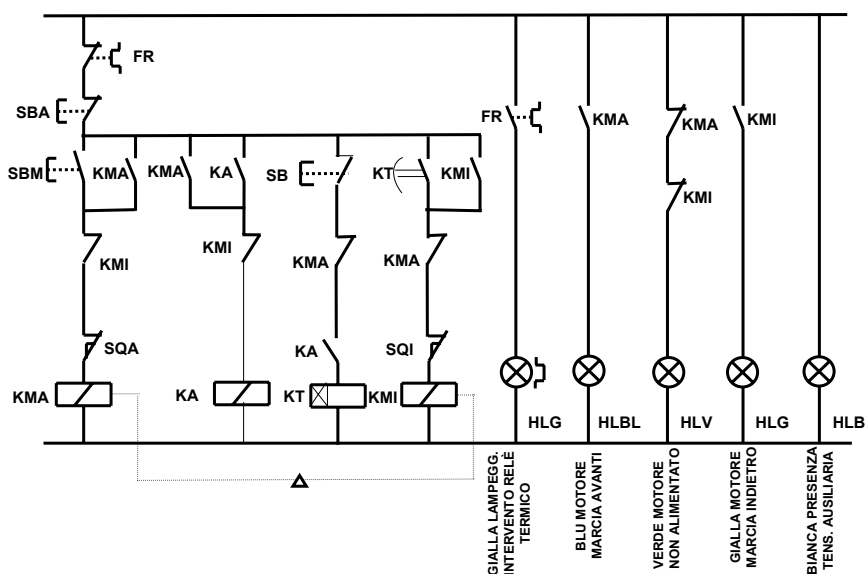 FR
SBA
FR
KMA
KMA
KMI
SBM
KMA
KMA
KA
SB
KT
KMI
KMI
KMI
KMI
KMA
KMA
SQA
KA
SQI
KMA
KA
KT
KMI
HLG
HLBL
HLV
HLG
HLB
GIALLA LAMPEGG.
INTERVENTO RELÈ
TERMICO
BLU MOTORE
MARCIA AVANTI
VERDE MOTORE
NON ALIMENTATO
GIALLA MOTORE
MARCIA INDIETRO
BIANCA PRESENZA
TENS. AUSILIARIA